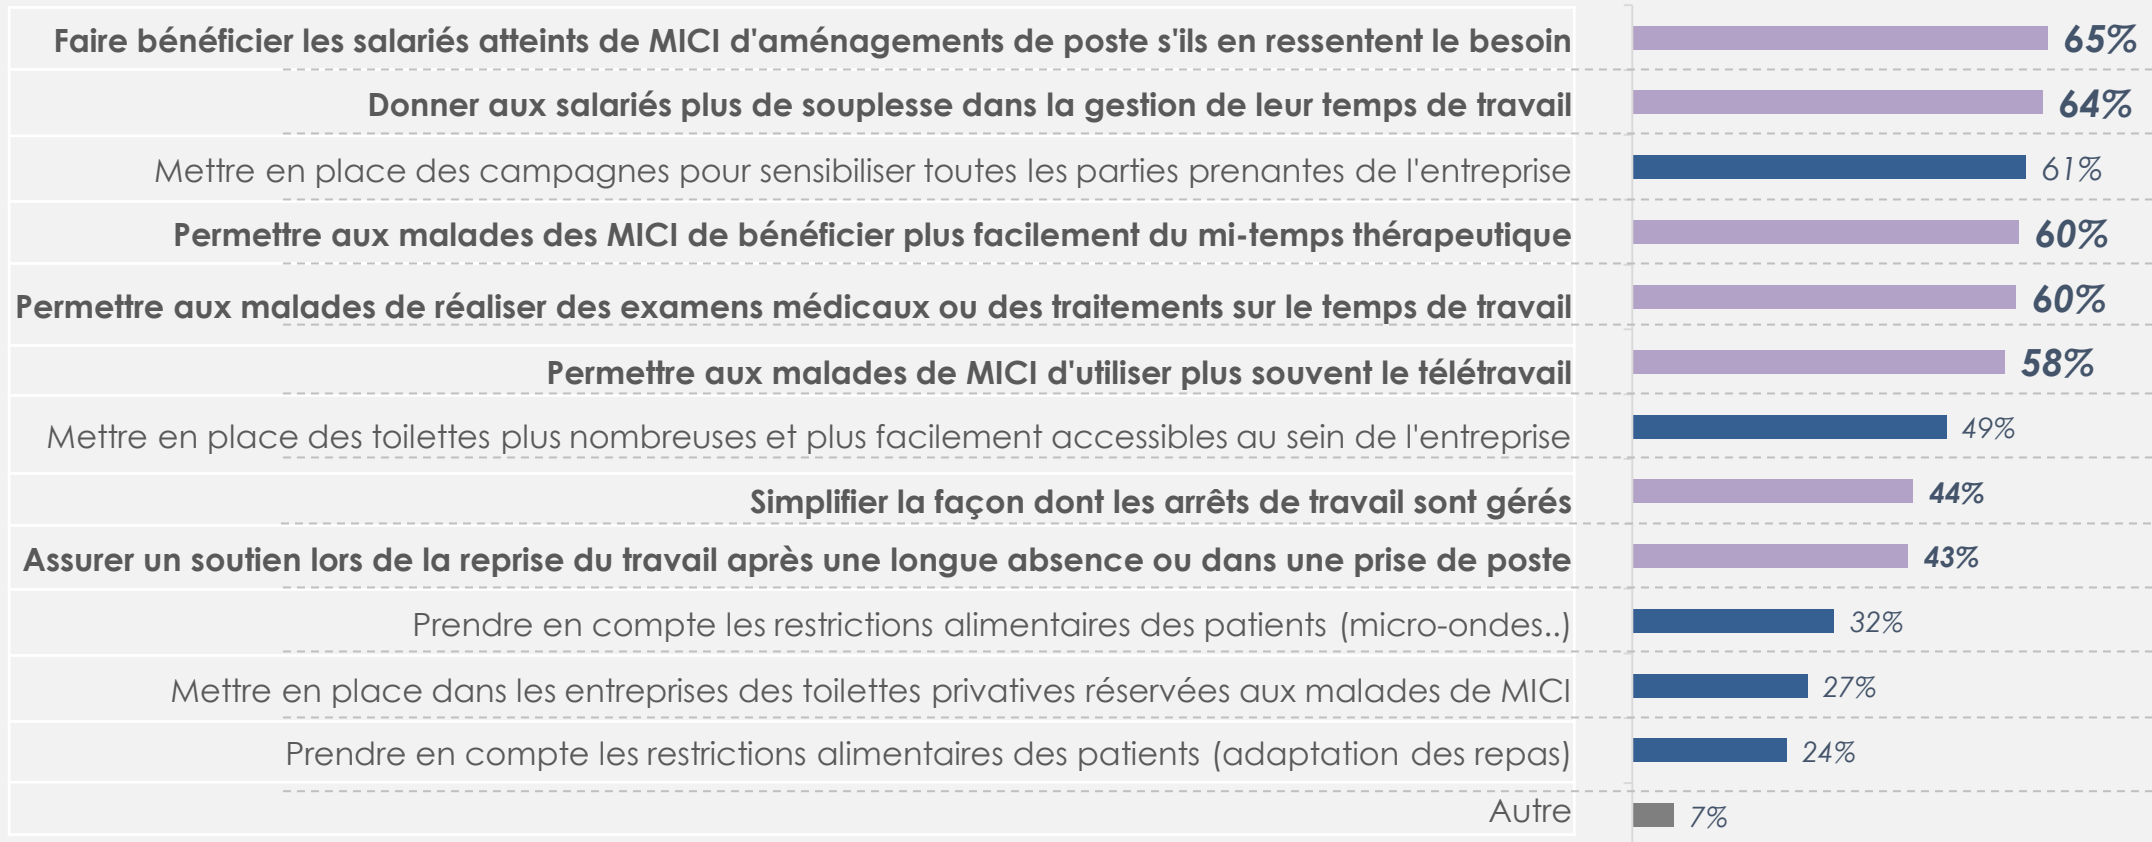 Faire bénéficier les salariés atteints de MICI d'aménagements de poste s'ils en ressentent le besoin 65%
Donner aux salariés plus de souplesse dans la gestion de leur temps de travail 64%
Mettre en place des campagnes pour sensibiliser toutes les parties prenantes de l'entreprise 61%
Permettre aux malades des MICI de bénéficier plus facilement du mi-temps thérapeutique 60%
Permettre aux malades de réaliser des examens médicaux ou des traitements sur le temps de travail 60%
Permettre aux malades de MICI d'utiliser plus souvent le télétravail 58%
Mettre en place des toilettes plus nombreuses et plus facilement accessibles au sein de l'entreprise 49%
Simplifier la façon dont les arrêts de travail sont gérés 44%
Assurer un soutien lors de la reprise du travail après une longue absence ou dans une prise de poste 43%
Prendre en compte les restrictions alimentaires des patients (micro-ondes..) 32%
Mettre en place dans les entreprises des toilettes privatives réservées aux malades de MICI 27%
Prendre en compte les restrictions alimentaires des patients (adaptation des repas) 24%
Autre 7%